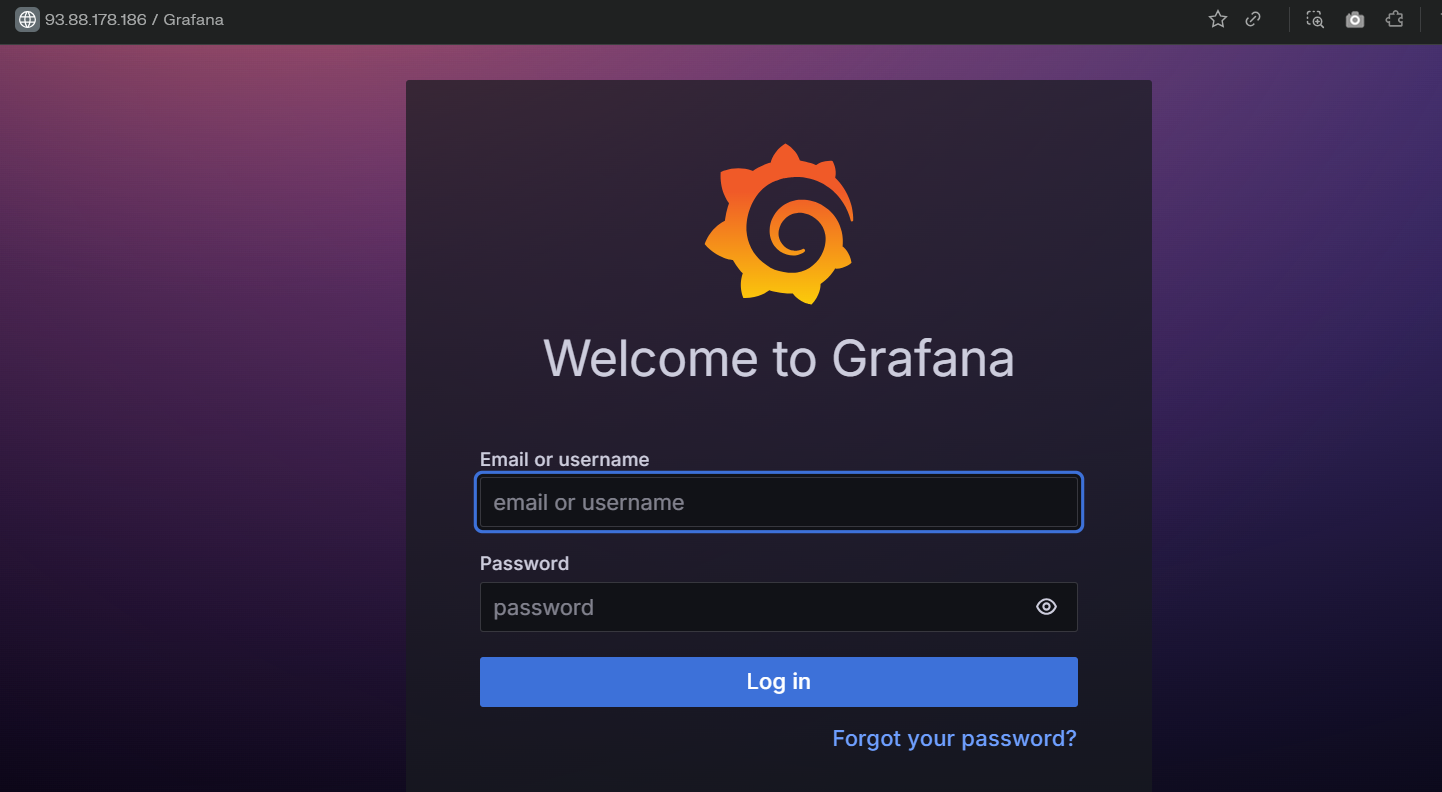 93.88.178.186 / Grafana
Welcome to Grafana
Email or username
email or username
Password
password
Log in
Forgot your password?